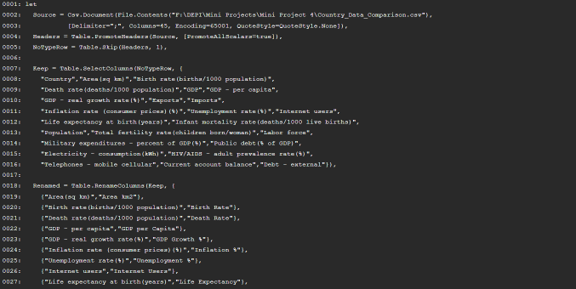 0001: let
0002:   Source = Csv.Document(File.Contents("F:\DEPI\Mini Projects\Mini Project 4\Country_Data_Comparison.csv"),
0003:            [Delimiter=";", Columns=45, Encoding=65001, QuoteStyle=QuoteStyle.None]),
0004:   Headers = Table.PromoteHeaders(Source, [PromoteAllScalars=true]),
0005:   NoTypeRow = Table.Skip(Headers, 1),
0006:
0007:   Keep = Table.SelectColumns(NoTypeRow, {
0008:     "Country","Area(sq km)","Birth rate(births/1000 population)",
0009:     "Death rate(deaths/1000 population)","GDP","GDP - per capita",
0010:     "GDP - real growth rate(%)","Exports","Imports",
0011:     "Inflation rate (consumer prices)(%)","Unemployment rate(%)","Internet users",
0012:     "Life expectancy at birth(years)","Infant mortality rate(deaths/1000 live births)",
0013:     "Population","Total fertility rate(children born/woman)","Labor force",
0014:     "Military expenditures - percent of GDP(%)","Public debt(% of GDP)",
0015:     "Electricity - consumption(kWh)","HIV/AIDS - adult prevalence rate(%)",
0016:     "Telephones - mobile cellular","Current account balance","Debt - external"}),
0017:
0018:   Renamed = Table.RenameColumns(Keep, {
0019:     {"Area(sq km)","Area km2"},
0020:     {"Birth rate(births/1000 population)","Birth Rate"},
0021:     {"Death rate(deaths/1000 population)","Death Rate"},
0022:     {"GDP - per capita","GDP per Capita"},
0023:     {"GDP - real growth rate(%)","GDP Growth %"},
0024:     {"Inflation rate (consumer prices)(%)","Inflation %"},
0025:     {"Unemployment rate(%)","Unemployment %"},
0026:     {"Internet users","Internet Users"},
0027:     {"Life expectancy at birth(years)","Life Expectancy"},